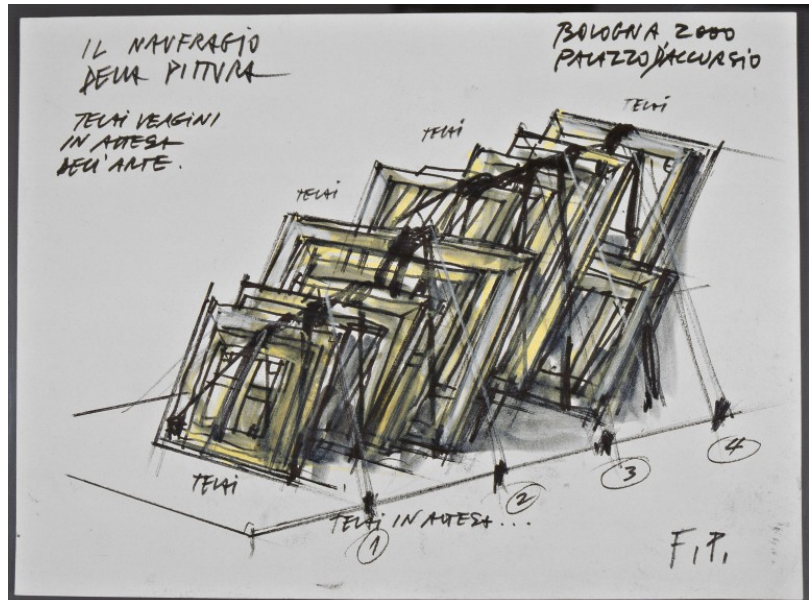 IL NAUFRAGIO
DELLA PITTURA
BOLOGNA 2000
PALAZZO D'ACCURSIO
TELAI VERGINI
IN ATTESA
DELL'ARTE.
TELAI
TELAI
TELAI
TELAI
TELAI IN ATTESA...
1
2
3
4
F.P.